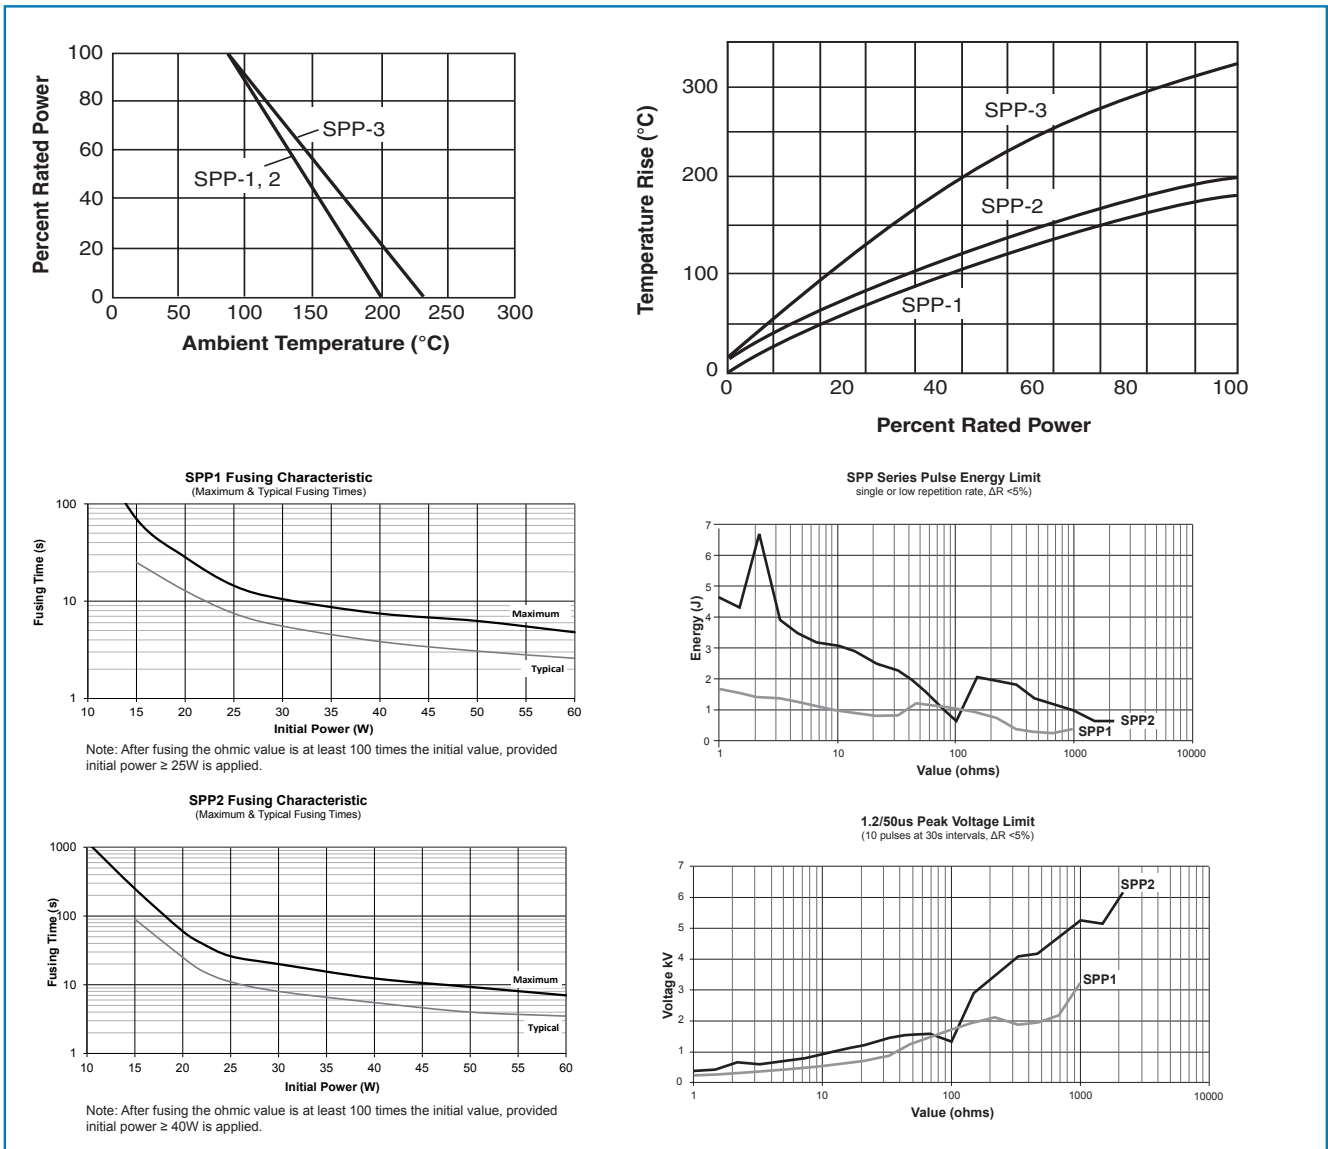 100
80
60
40
20
0
0 50 100 150 200 250 300
Percent Rated Power
SPP-3
SPP-1, 2
Ambient Temperature (°C)
300
200
100
0
0 20 40 60 80 100
Temperature Rise (°C)
SPP-3
SPP-2
SPP-1
Percent Rated Power
SPP1 Fusing Characteristic
(Maximum & Typical Fusing Times)
100
10
1
10 15 20 25 30 35 40 45 50 55 60
Fusing Time (s)
Maximum
Typical
Initial Power (W)
Note: After fusing the ohmic value is at least 100 times the initial value, provided
initial power ≥ 25W is applied.
SPP Series Pulse Energy Limit
single or low repetition rate, ΔR <5%)
7
6
5
4
3
2
1
0
1 10 100 1000 10000
Energy (J)
SPP2
SPP1
Value (ohms)
SPP2 Fusing Characteristic
(Maximum & Typical Fusing Times)
1000
100
10
1
10 15 20 25 30 35 40 45 50 55 60
Fusing Time (s)
Maximum
Typical
Initial Power (W)
Note: After fusing the ohmic value is at least 100 times the initial value, provided
initial power ≥ 40W is applied.
1.2/50us Peak Voltage Limit
(10 pulses at 30s intervals, ΔR <5%)
7
6
5
4
3
2
1
0
1 10 100 1000 10000
Voltage kV
SPP2
SPP1
Value (ohms)